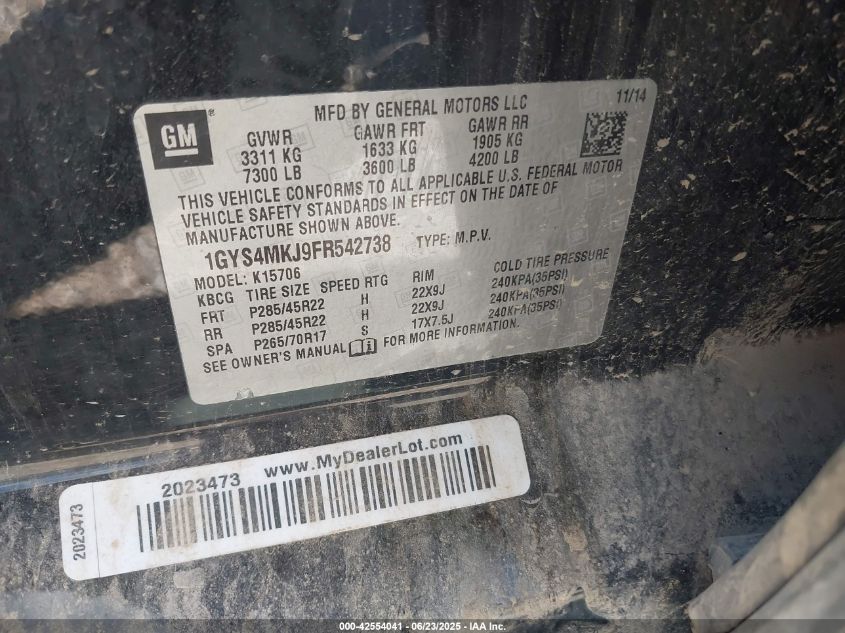 MFD BY GENERAL MOTORS LLC 11/14
GM ®
GVWR GAWR FRT GAWR RR
3311 KG 1633 KG 1905 KG
7300 LB 3600 LB 4200 LB
THIS VEHICLE CONFORMS TO ALL APPLICABLE U.S. FEDERAL MOTOR
VEHICLE SAFETY STANDARDS IN EFFECT ON THE DATE OF
MANUFACTURE SHOWN ABOVE.
1GYS4MKJ9FR542738 TYPE: M.P.V.
MODEL: K15706
KBCG TIRE SIZE SPEED RTG RIM COLD TIRE PRESSURE
FRT P285/45R22 H 22X9J 240KPA(35PSI)
RR P285/45R22 H 22X9J 240KPA(35PSI)
SPA P265/70R17 S 17X7.5J 240KPA(35PSI)
SEE OWNER'S MANUAL FOR MORE INFORMATION.
2023473 www.MyDealerLot.com
2023473
000-42554041 - 06/23/2025 - IAA Inc.